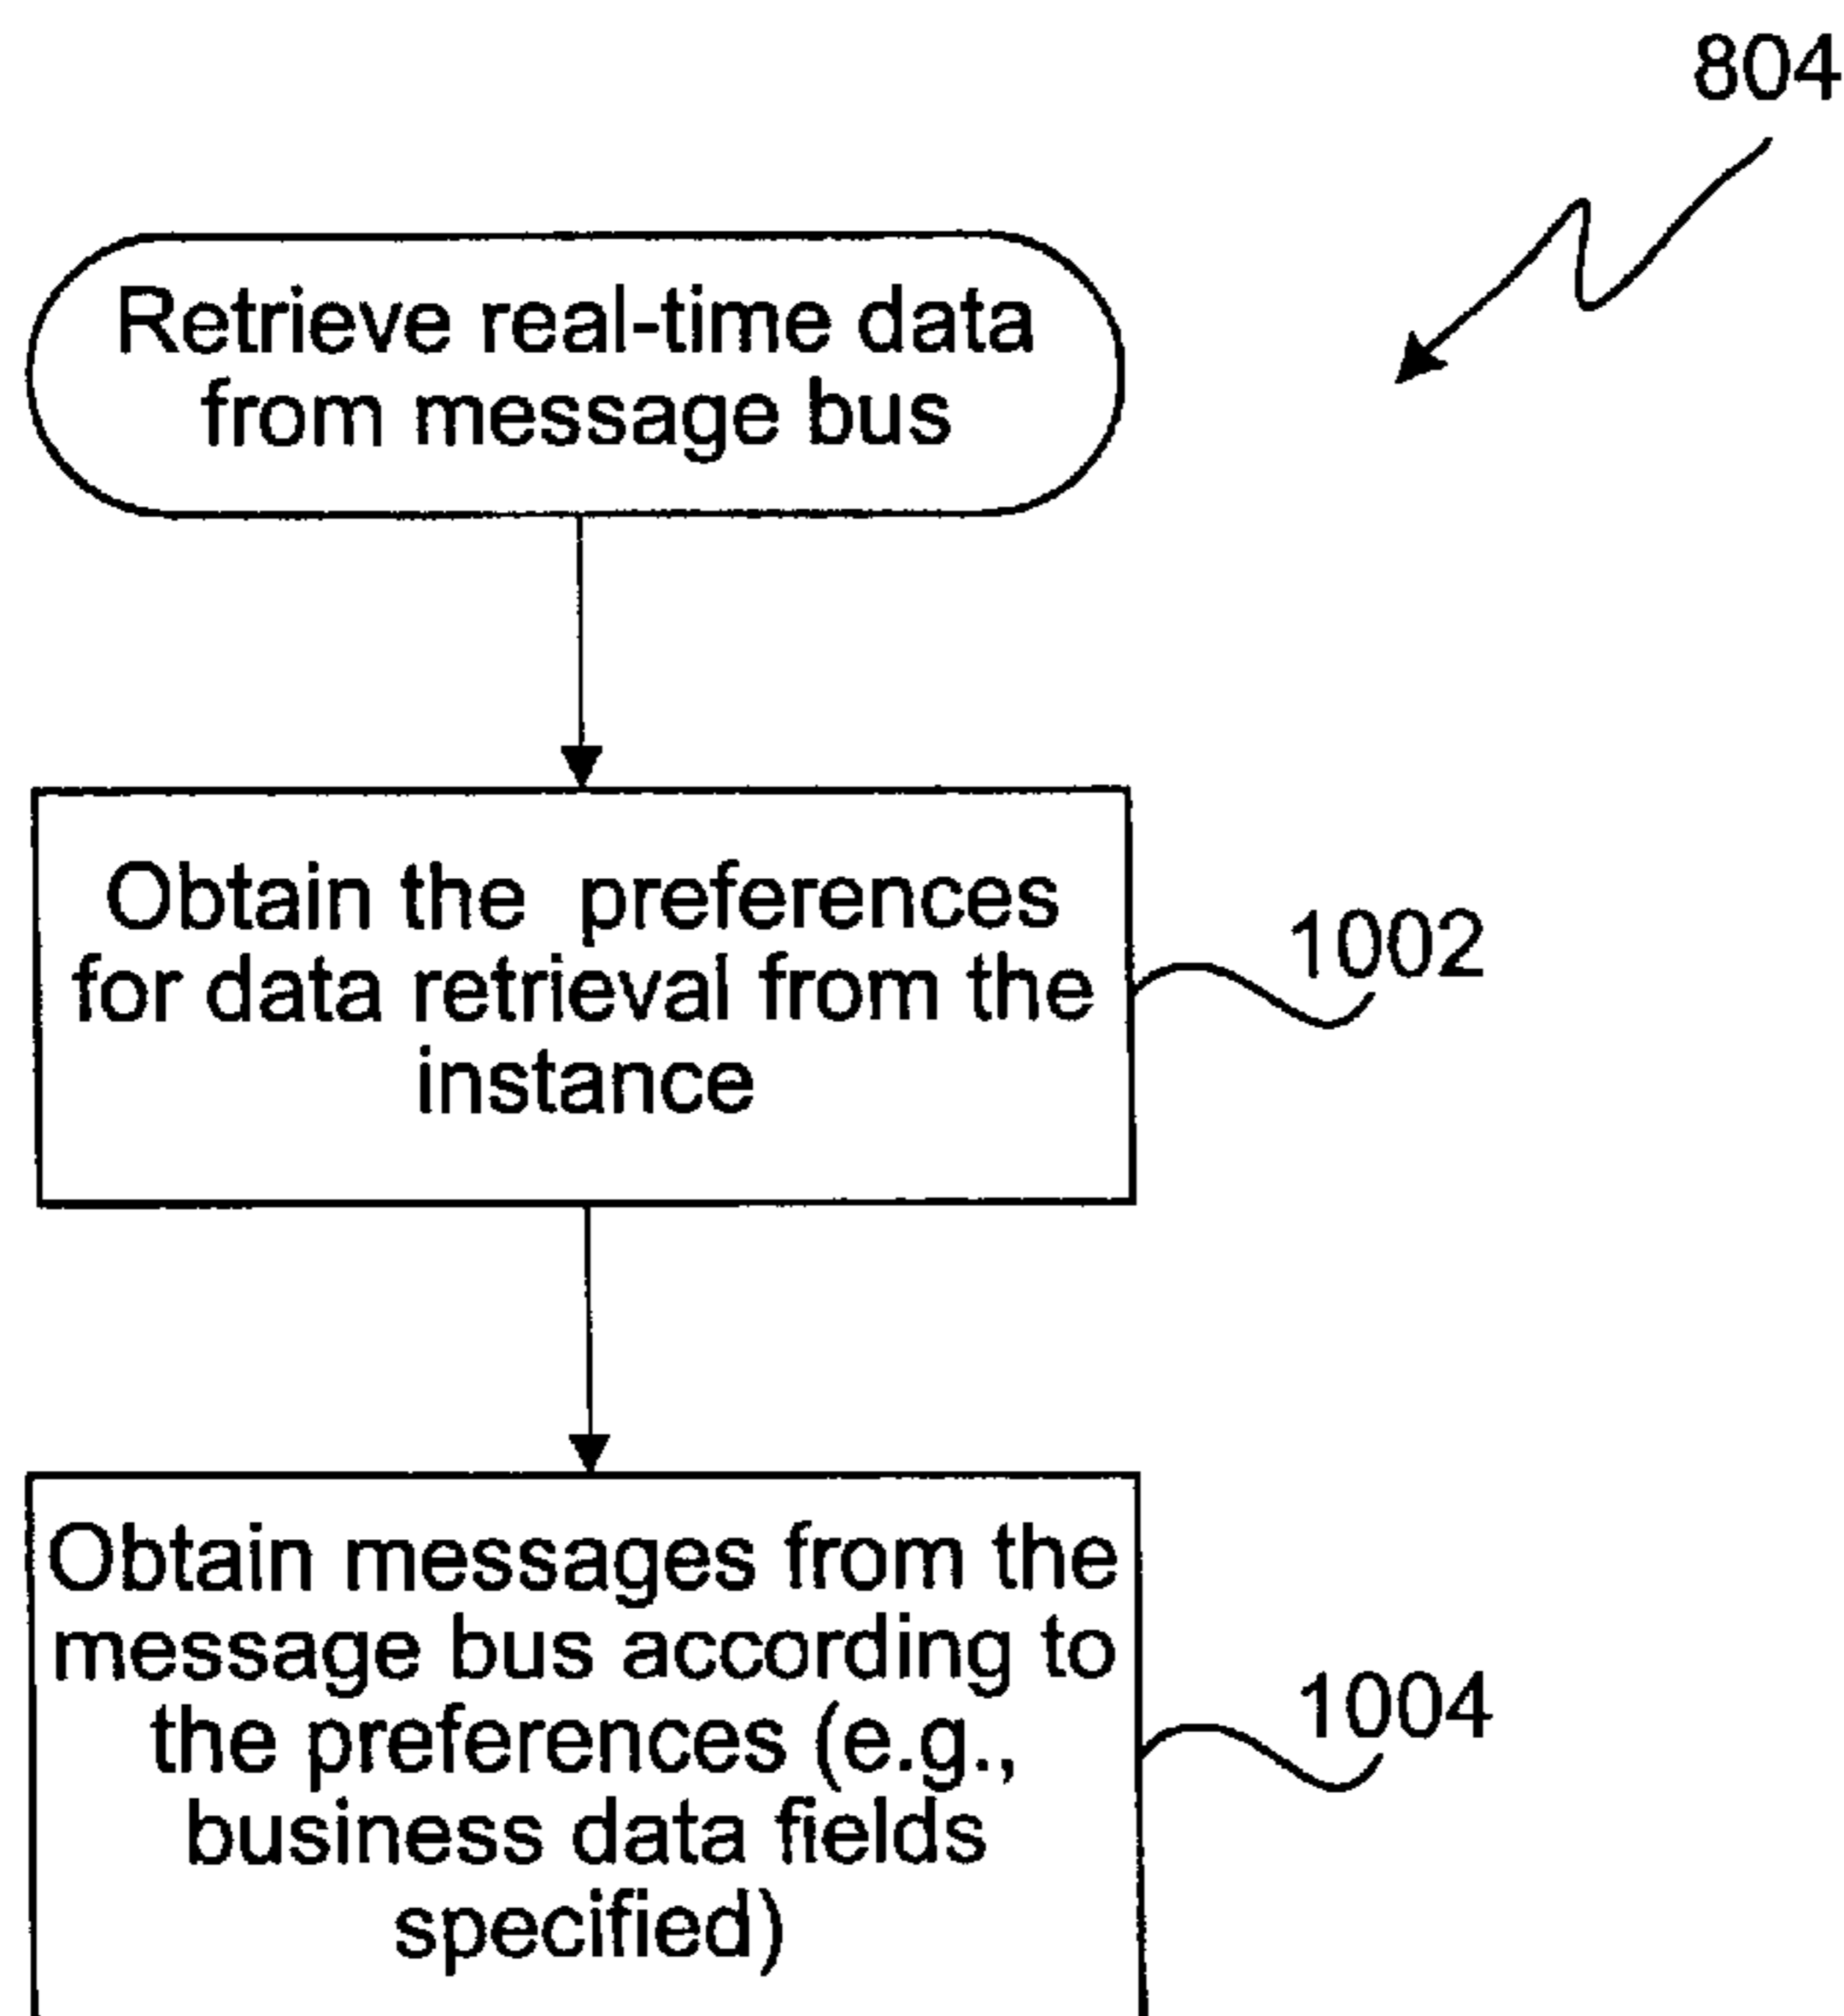 804
Retrieve real-time data
from message bus
Obtain the preferences
for data retrieval from the
instance
1002
Obtain messages from the
message bus according to
the preferences (e.g.,
business data fields
specified)
1004